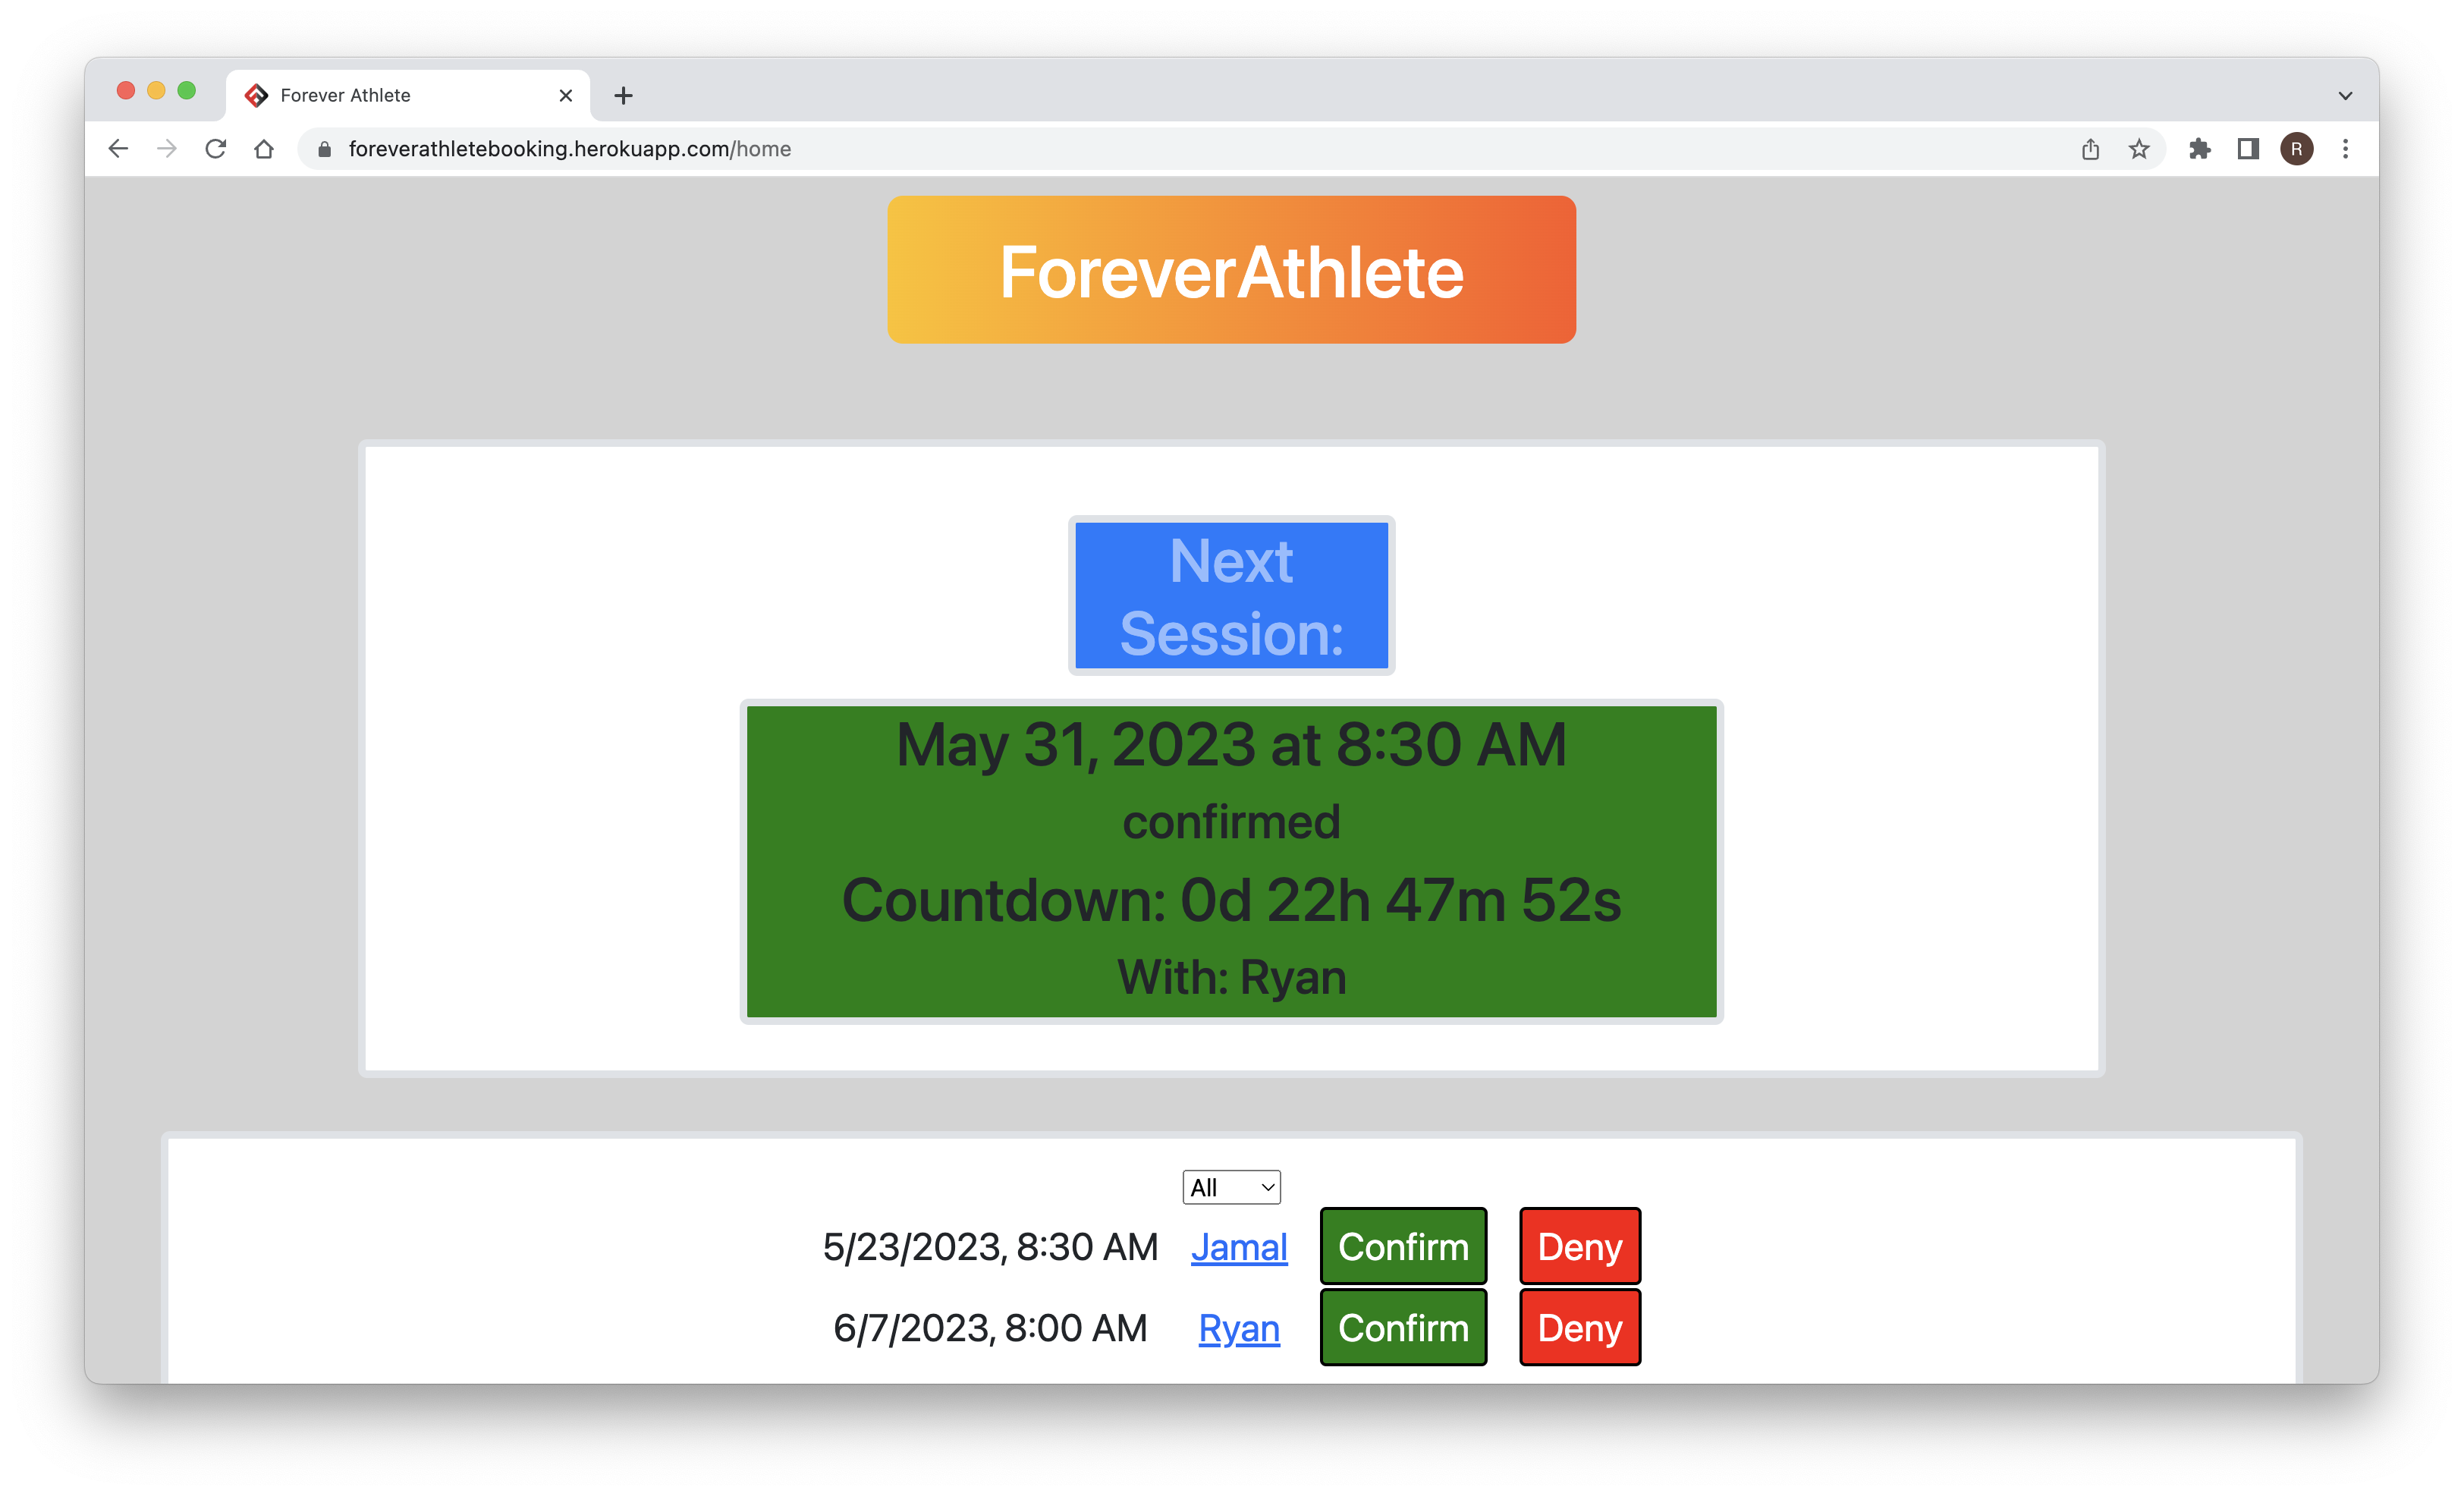 Forever Athlete
foreverathletebooking.herokuapp.com/home
R
ForeverAthlete
Next
Session:
May 31, 2023 at 8:30 AM
confirmed
Countdown: 0d 22h 47m 52s
With: Ryan
All
5/23/2023, 8:30 AM Jamal Confirm Deny
6/7/2023, 8:00 AM Ryan Confirm Deny